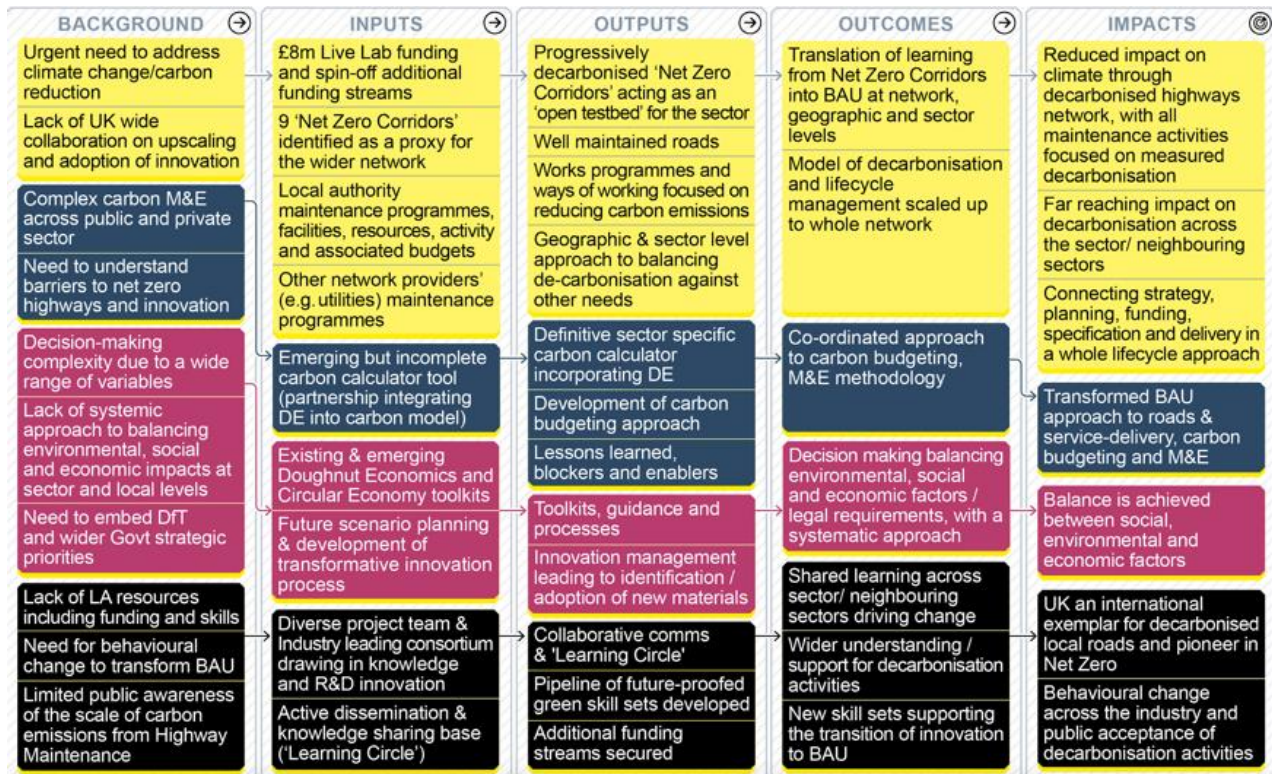 BACKGROUND
Urgent need to address
climate change/carbon
reduction
Lack of UK wide
collaboration on upscaling
and adoption of innovation
Complex carbon M&E
across public and private
sector
Need to understand
barriers to net zero
highways and innovation
Decision-making
complexity due to a wide
range of variables
Lack of systemic
approach to balancing
environmental, social
and economic impacts at
sector and local levels
Need to embed DfT
and wider Govt strategic
priorities
Lack of LA resources
including funding and skills
Need for behavioural
change to transform BAU
Limited public awareness
of the scale of carbon
emissions from Highway
Maintenance
INPUTS
£8m Live Lab funding
and spin-off additional
funding streams
9 ‘Net Zero Corridors’
identified as a proxy for
the wider network
Local authority
maintenance programmes,
facilities, resources, activity
and associated budgets
Other network providers’
(e.g. utilities) maintenance
programmes
Emerging but incomplete
carbon calculator tool
(partnership integrating
DE into carbon model)
Existing & emerging
Doughnut Economics and
Circular Economy toolkits
Future scenario planning
& development of
transformative innovation
process
Diverse project team &
Industry leading consortium
drawing in knowledge
and R&D innovation
Active dissemination &
knowledge sharing base
(‘Learning Circle’)
OUTPUTS
Progressively
decarbonised ‘Net Zero
Corridors’ acting as an
‘open testbed’ for the sector
Well maintained roads
Works programmes and
ways of working focused on
reducing carbon emissions
Geographic & sector level
approach to balancing
de-carbonisation against
other needs
Definitive sector specific
carbon calculator
incorporating DE
Development of carbon
budgeting approach
Lessons learned,
blockers and enablers
Toolkits, guidance and
processes
Innovation management
leading to identification /
adoption of new materials
Collaborative comms
& 'Learning Circle'
Pipeline of future-proofed
green skill sets developed
Additional funding
streams secured
OUTCOMES
Translation of learning
from Net Zero Corridors
into BAU at network,
geographic and sector
levels
Model of decarbonisation
and lifecycle
management scaled up
to whole network
Co-ordinated approach
to carbon budgeting,
M&E methodology
Decision making balancing
environmental, social
and economic factors /
legal requirements, with a
systematic approach
Shared learning across
sector/ neighbouring
sectors driving change
Wider understanding /
support for decarbonisation
activities
New skill sets supporting
the transition of innovation
to BAU
IMPACTS
Reduced impact on
climate through
decarbonised highways
network, with all
maintenance activities
focused on measured
decarbonisation
Far reaching impact on
decarbonisation across
the sector/ neighbouring
sectors
Connecting strategy,
planning, funding,
specification and delivery in
a whole lifecycle approach
Transformed BAU
approach to roads &
service-delivery, carbon
budgeting and M&E
Balance is achieved
between social,
environmental and
economic factors
UK an international
exemplar for decarbonised
local roads and pioneer in
Net Zero
Behavioural change
across the industry and
public acceptance of
decarbonisation activities